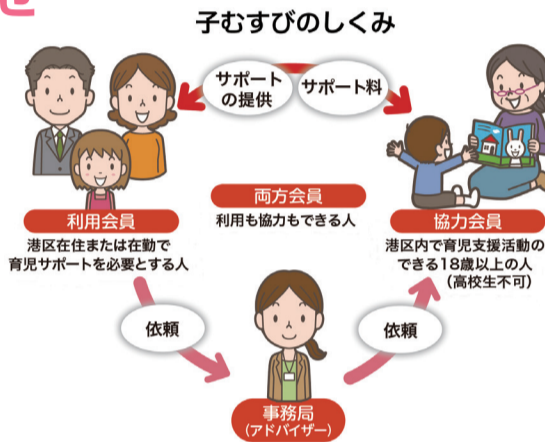 子むすびのしくみ
サポート
の提供
サポート料
利用会員
港区在住または在勤で
育児サポートを必要とする人
両方会員
利用も協力もできる人
協力会員
港区内で育児支援活動の
できる18歳以上の人
（高校生不可）
依頼
依頼
事務局
（アドバイザー）